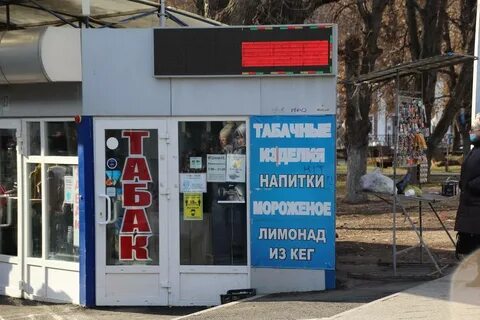 ТАБАК
ТАБАЧНЫЕ
ИЗДЕЛИЯ
НАПИТКИ
МОРОЖЕНОЕ
ЛИМОНАД
ИЗ КЕГ